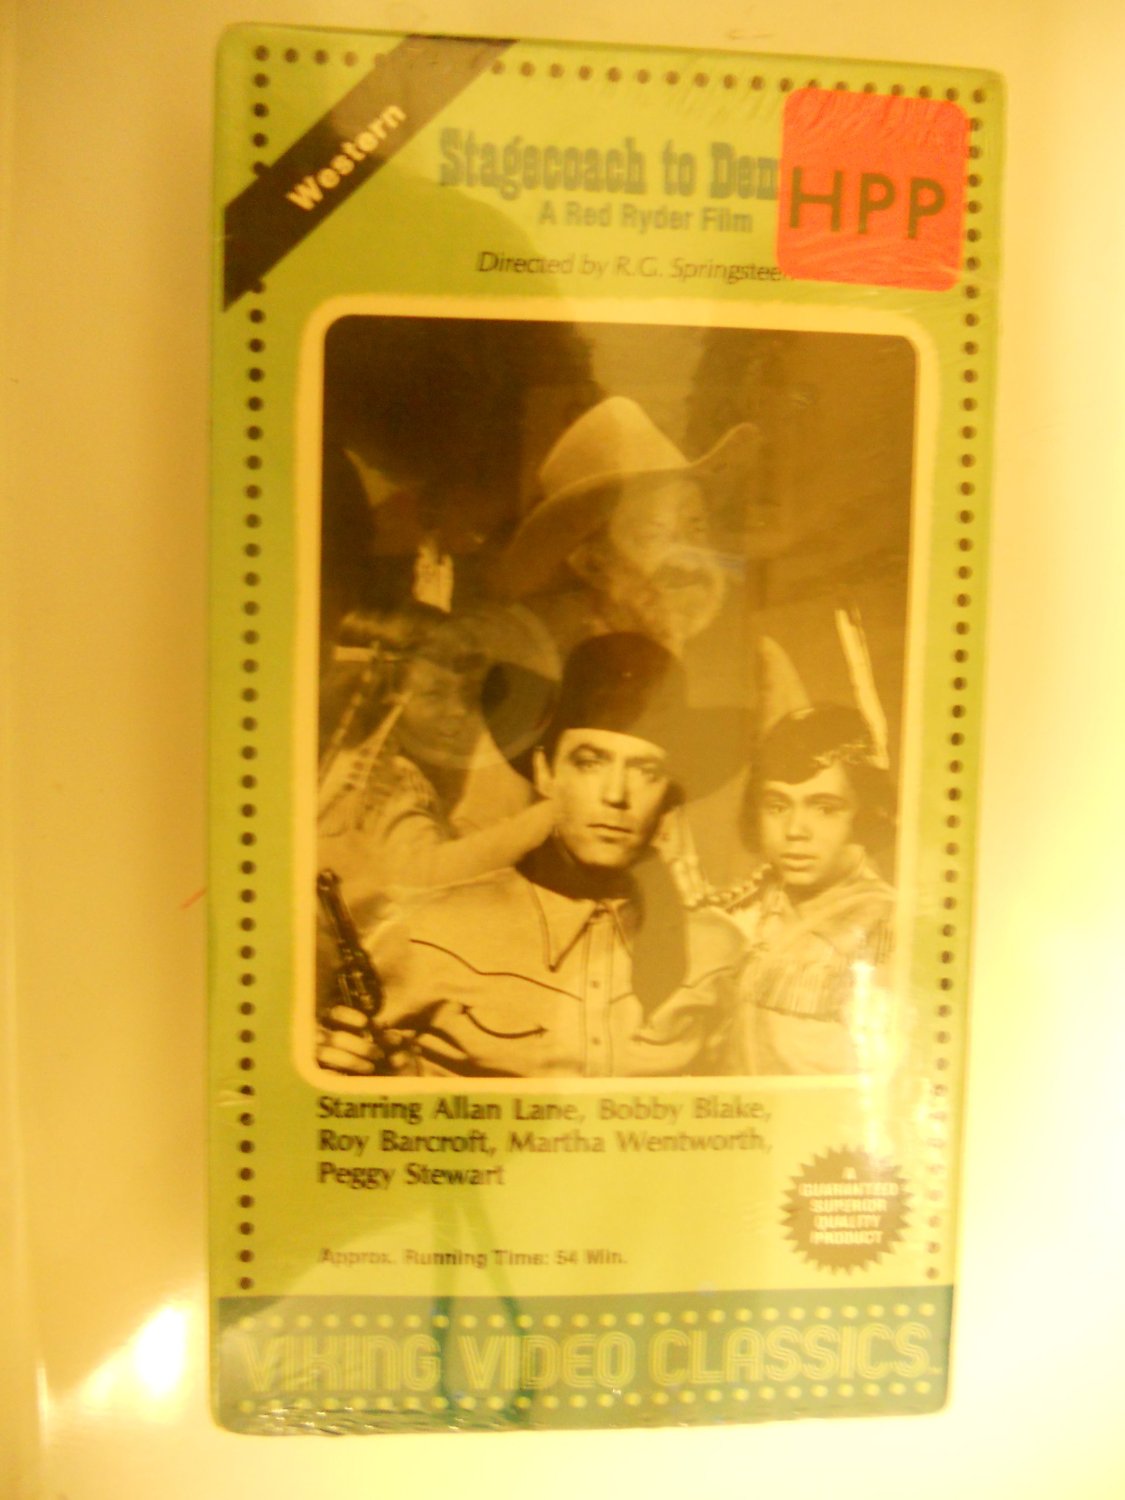 Western
Stagecoach to Den
HPP
A Red Ryder Film
Directed by R.G. Springsteen
Starring Allan Lane, Bobby Blake,
Roy Barcroft, Martha Wentworth,
Peggy Stewart
A
GUARANTEED
SUPERIOR
QUALITY
PRODUCT
Approx. Running Time: 54 Min.
VIKING VIDEO CLASSICS